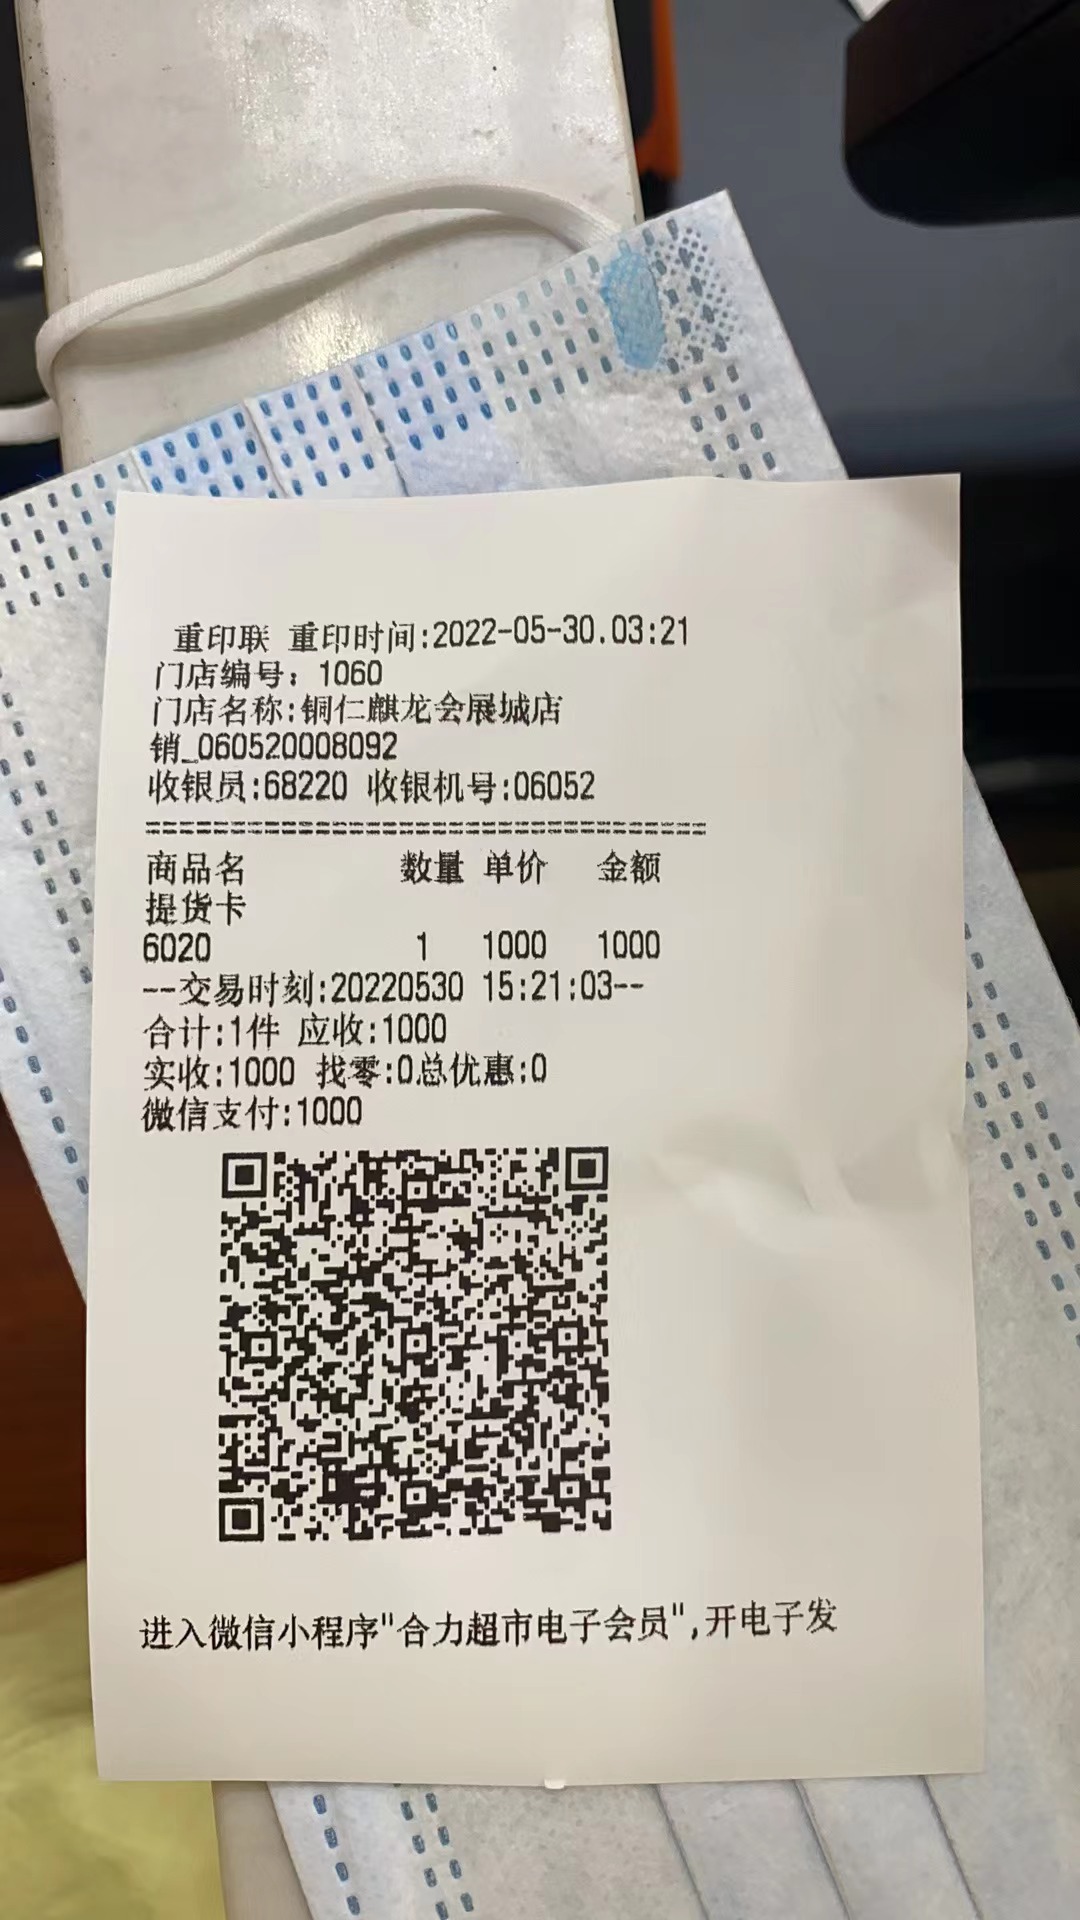 重印联 重印时间:2022-05-30.03:21
门店编号: 1060
门店名称:铜仁麒龙会展城店
销_060520008092
收银员:68220 收银机号:06052
==================================
商品名 数量 单价 金额
提货卡
6020 1 1000 1000
--交易时刻:20220530 15:21:03--
合计:1件 应收:1000
实收:1000 找零:0总优惠:0
微信支付:1000
进入微信小程序"合力超市电子会员",开电子发